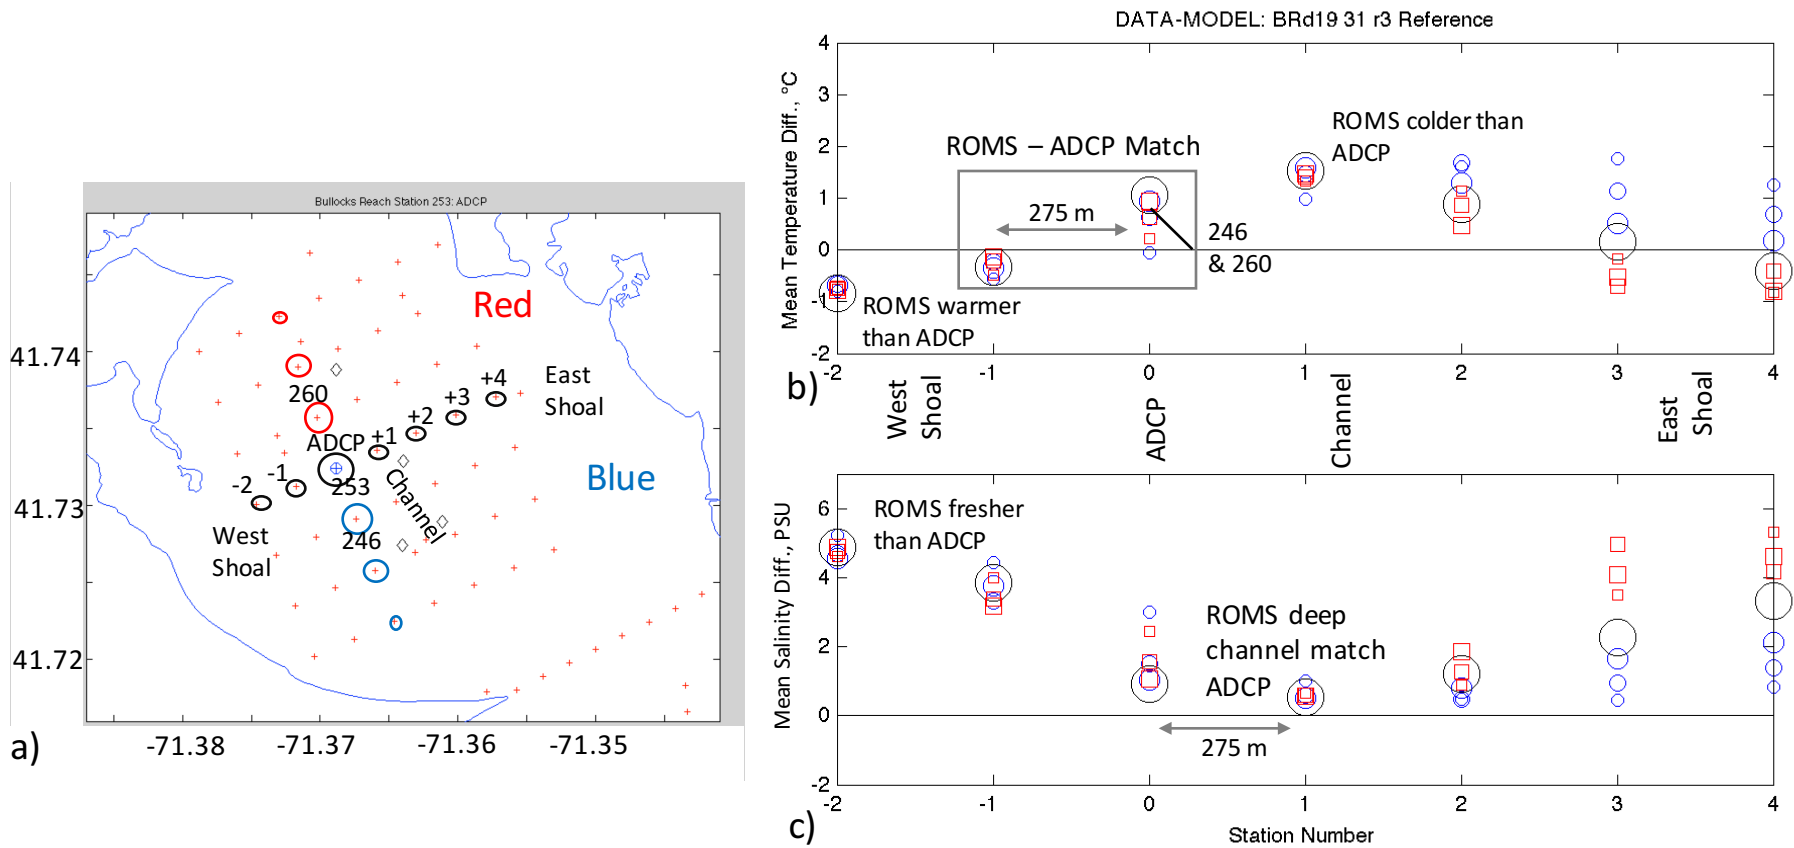 Bullocks Reach Station 253: ADCP
Red
Blue
East
Shoal
+4
+3
+2
+1
260
ADCP
-1
-2
253
Channel
246
West
Shoal
41.74
41.73
41.72
-71.38
-71.37
-71.36
-71.35
a)
DATA-MODEL: BRd19 31 r3 Reference
Mean Temperature Diff., °C
4
3
2
1
0
-1
-2
ROMS – ADCP Match
275 m
246
& 260
ROMS colder than
ADCP
ROMS warmer
than ADCP
-2
-1
0
1
2
3
4
b)
West
Shoal
ADCP
Channel
East
Shoal
Mean Salinity Diff., PSU
6
4
2
0
-2
ROMS fresher
than ADCP
ROMS deep
channel match
ADCP
275 m
-2
-1
0
1
2
3
4
c)
Station Number